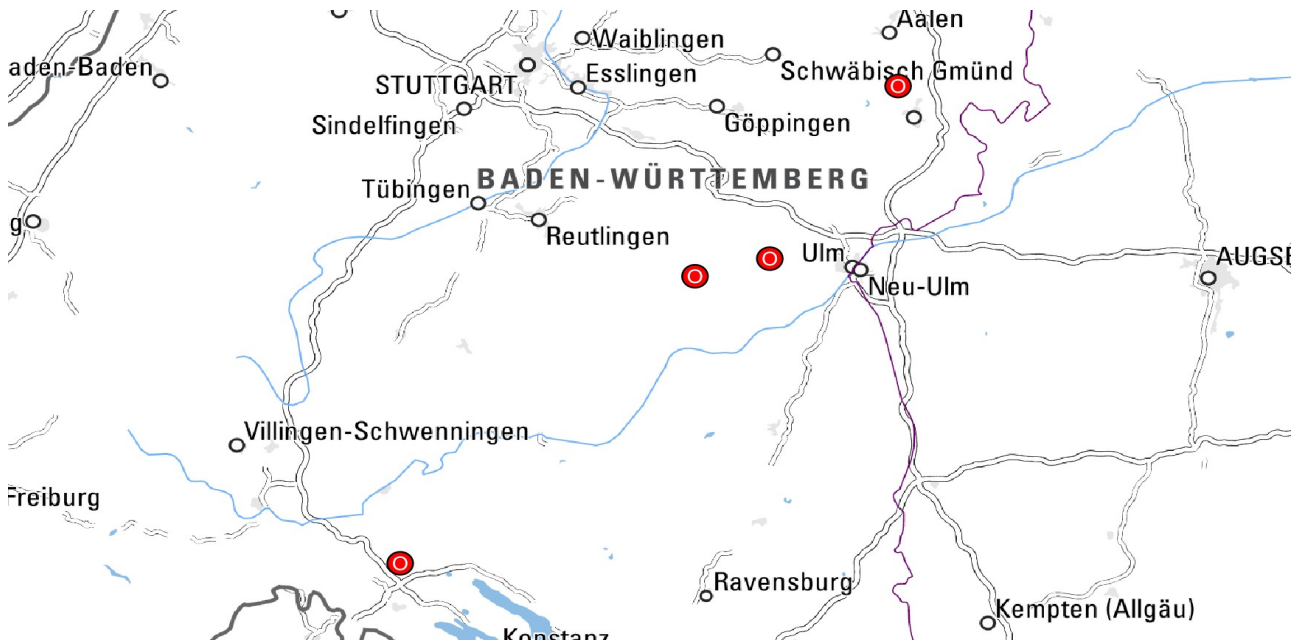 Aalen
Waiblingen
aden-Baden
Esslingen
Schwäbisch Gmünd
STUTTGART
Sindelfingen
Göppingen
BADEN-WÜRTTEMBERG
Tübingen
g
Reutlingen
Ulm
AUGSB
Neu-Ulm
Villingen-Schwenningen
Freiburg
Ravensburg
Kempten (Allgäu)
Konstanz